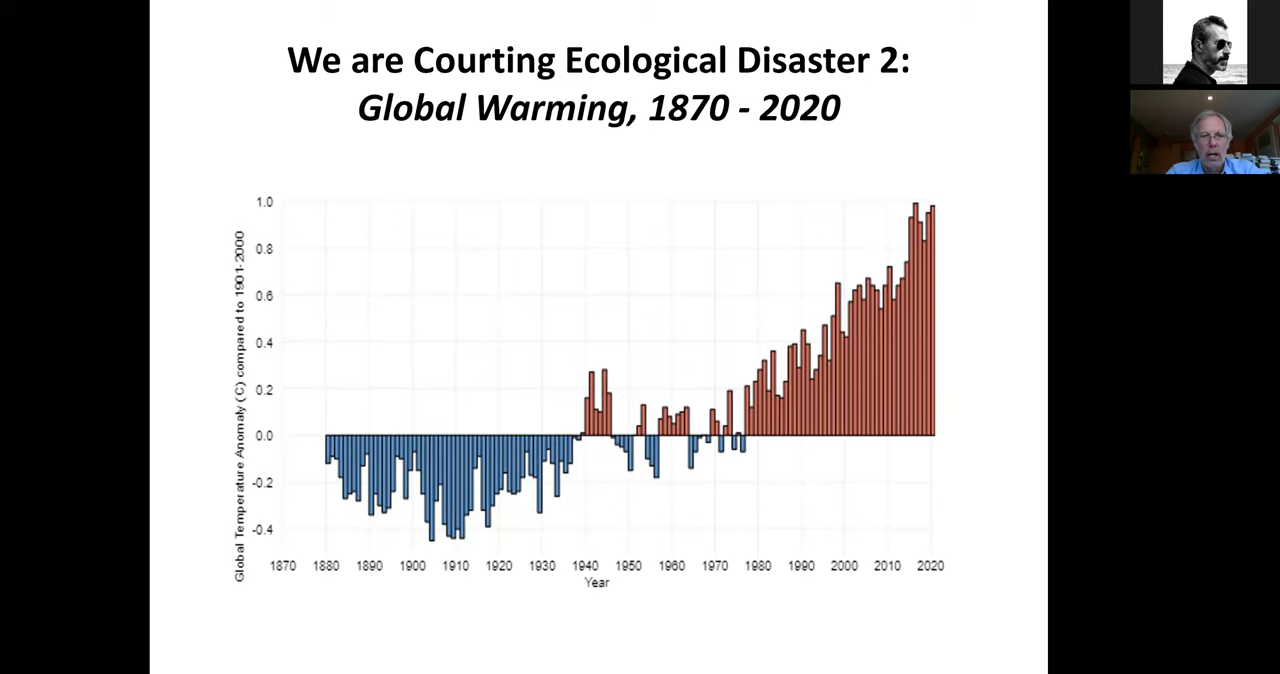 We are Courting Ecological Disaster 2:
Global Warming, 1870 - 2020
Global Temperature Anomaly (C) compared to 1901-2000
1.0
0.8
0.6
0.4
0.2
0.0
-0.2
-0.4
1870 1880 1890 1900 1910 1920 1930 1940 1950 1960 1970 1980 1990 2000 2010 2020
Year